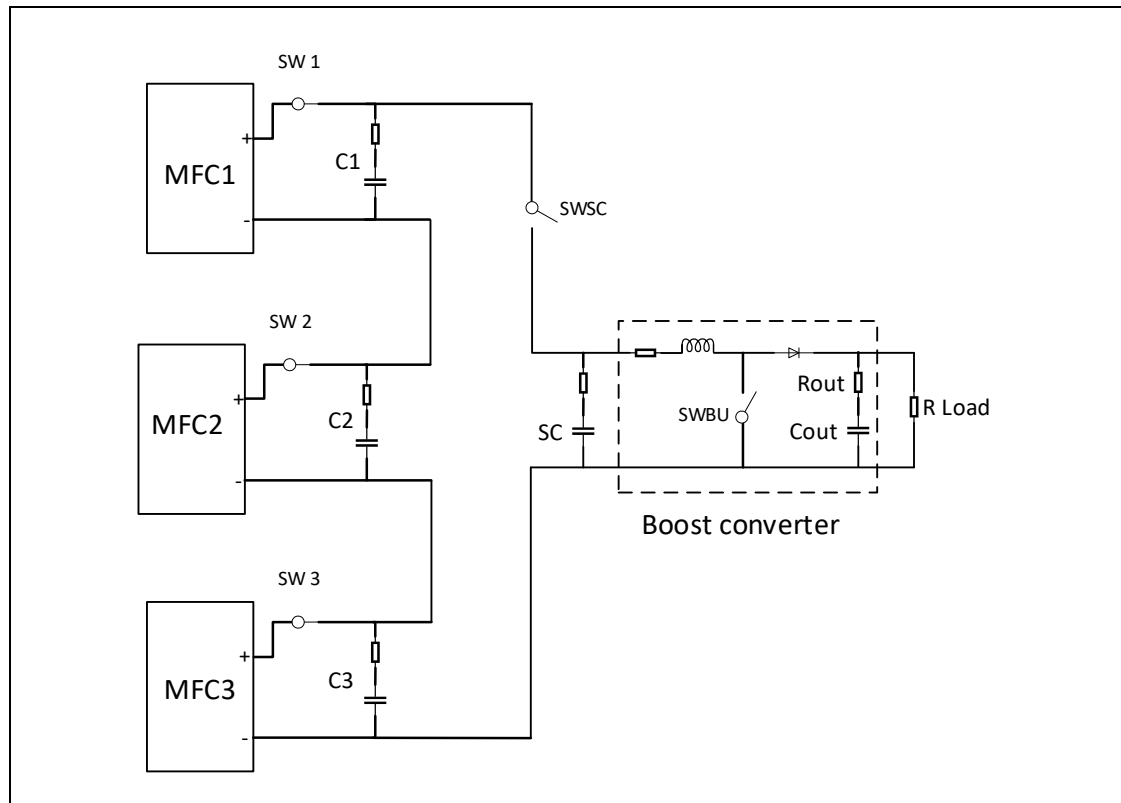 SW 1
+
MFC1
C1
-
SWSC
SW 2
+
MFC2
C2
-
SC
SWBU
Rout
Cout
R Load
Boost converter
SW 3
+
MFC3
C3
-